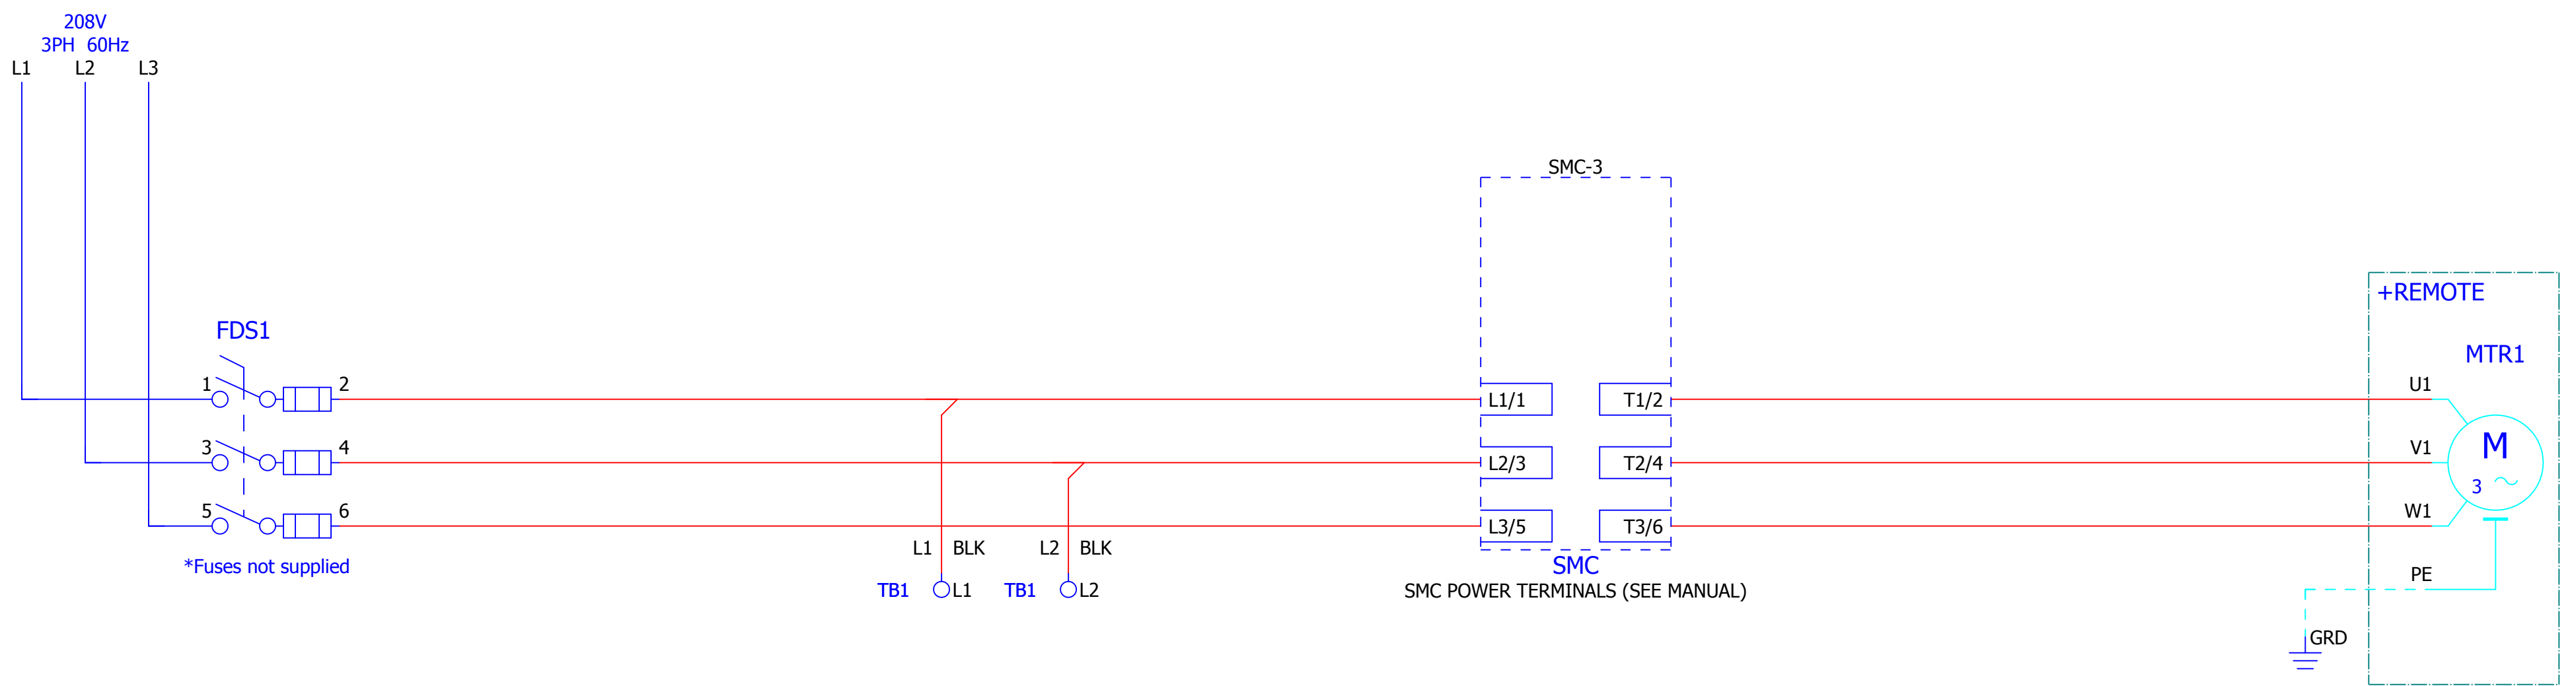 208V
3PH 60Hz
L1 L2 L3
SMC-3
+REMOTE
FDS1
MTR1
1 2
L1/1 T1/2
U1
3 4
L2/3 T2/4
V1
M
3 ~
5 6
L3/5 T3/6
W1
L1 BLK L2 BLK
*Fuses not supplied
SMC
PE
TB1 L1 TB1 L2
SMC POWER TERMINALS (SEE MANUAL)
GRD